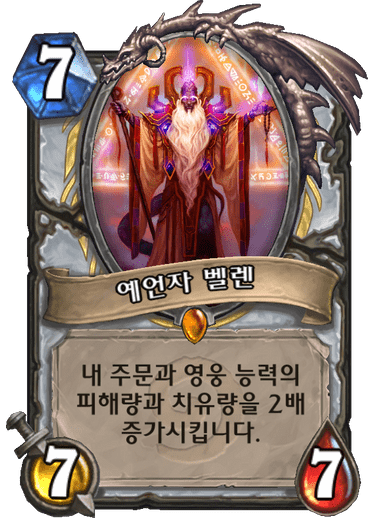 7
예언자 벨렌
내 주문과 영웅 능력의
피해량과 치유량을 2배
증가시킵니다.
7
7